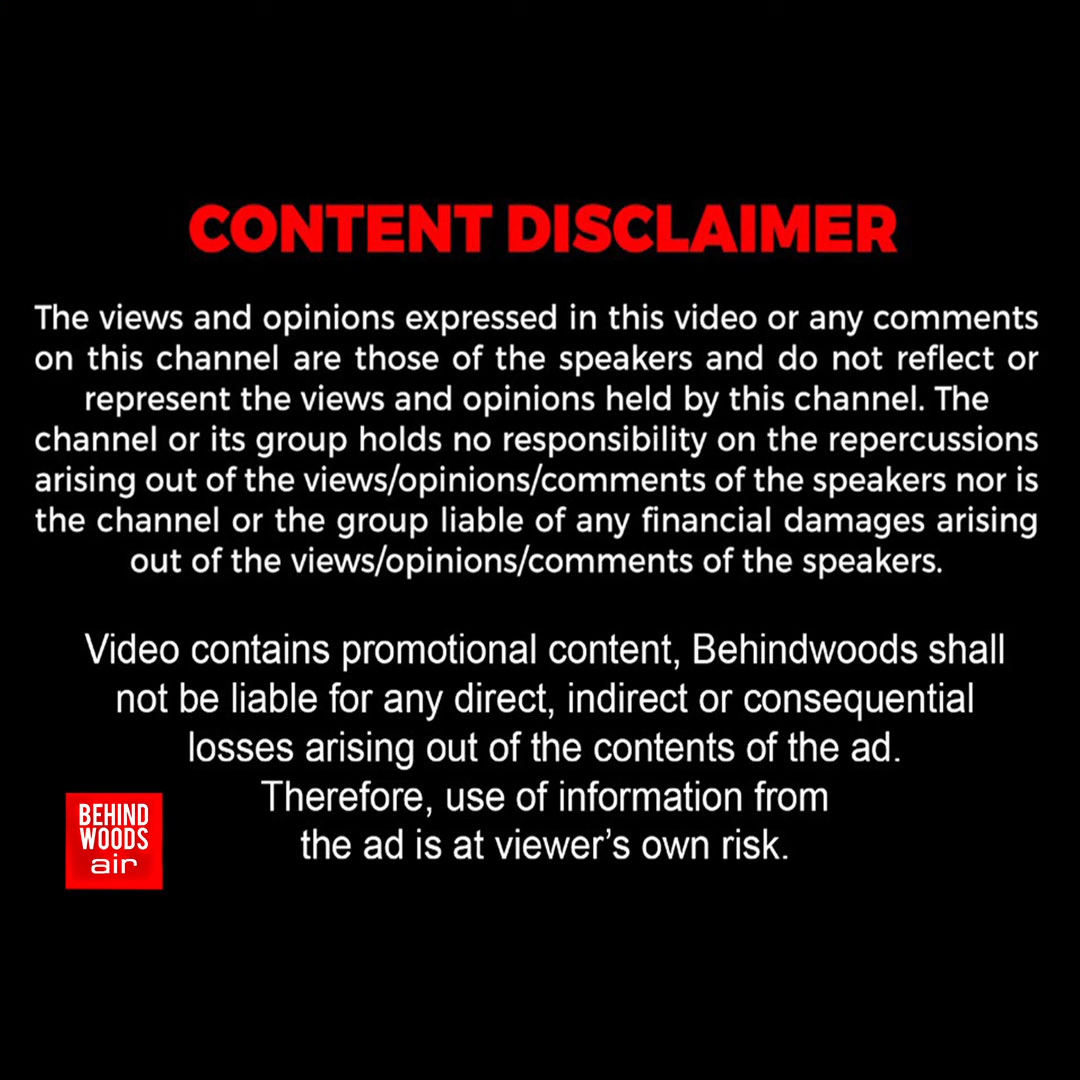 CONTENT DISCLAIMER
The views and opinions expressed in this video or any comments
on this channel are those of the speakers and do not reflect or
represent the views and opinions held by this channel. The
channel or its group holds no responsibility on the repercussions
arising out of the views/opinions/comments of the speakers nor is
the channel or the group liable of any financial damages arising
out of the views/opinions/comments of the speakers.
Video contains promotional content, Behindwoods shall
not be liable for any direct, indirect or consequential
losses arising out of the contents of the ad.
Therefore, use of information from
the ad is at viewer’s own risk.
BEHIND
WOODS
air